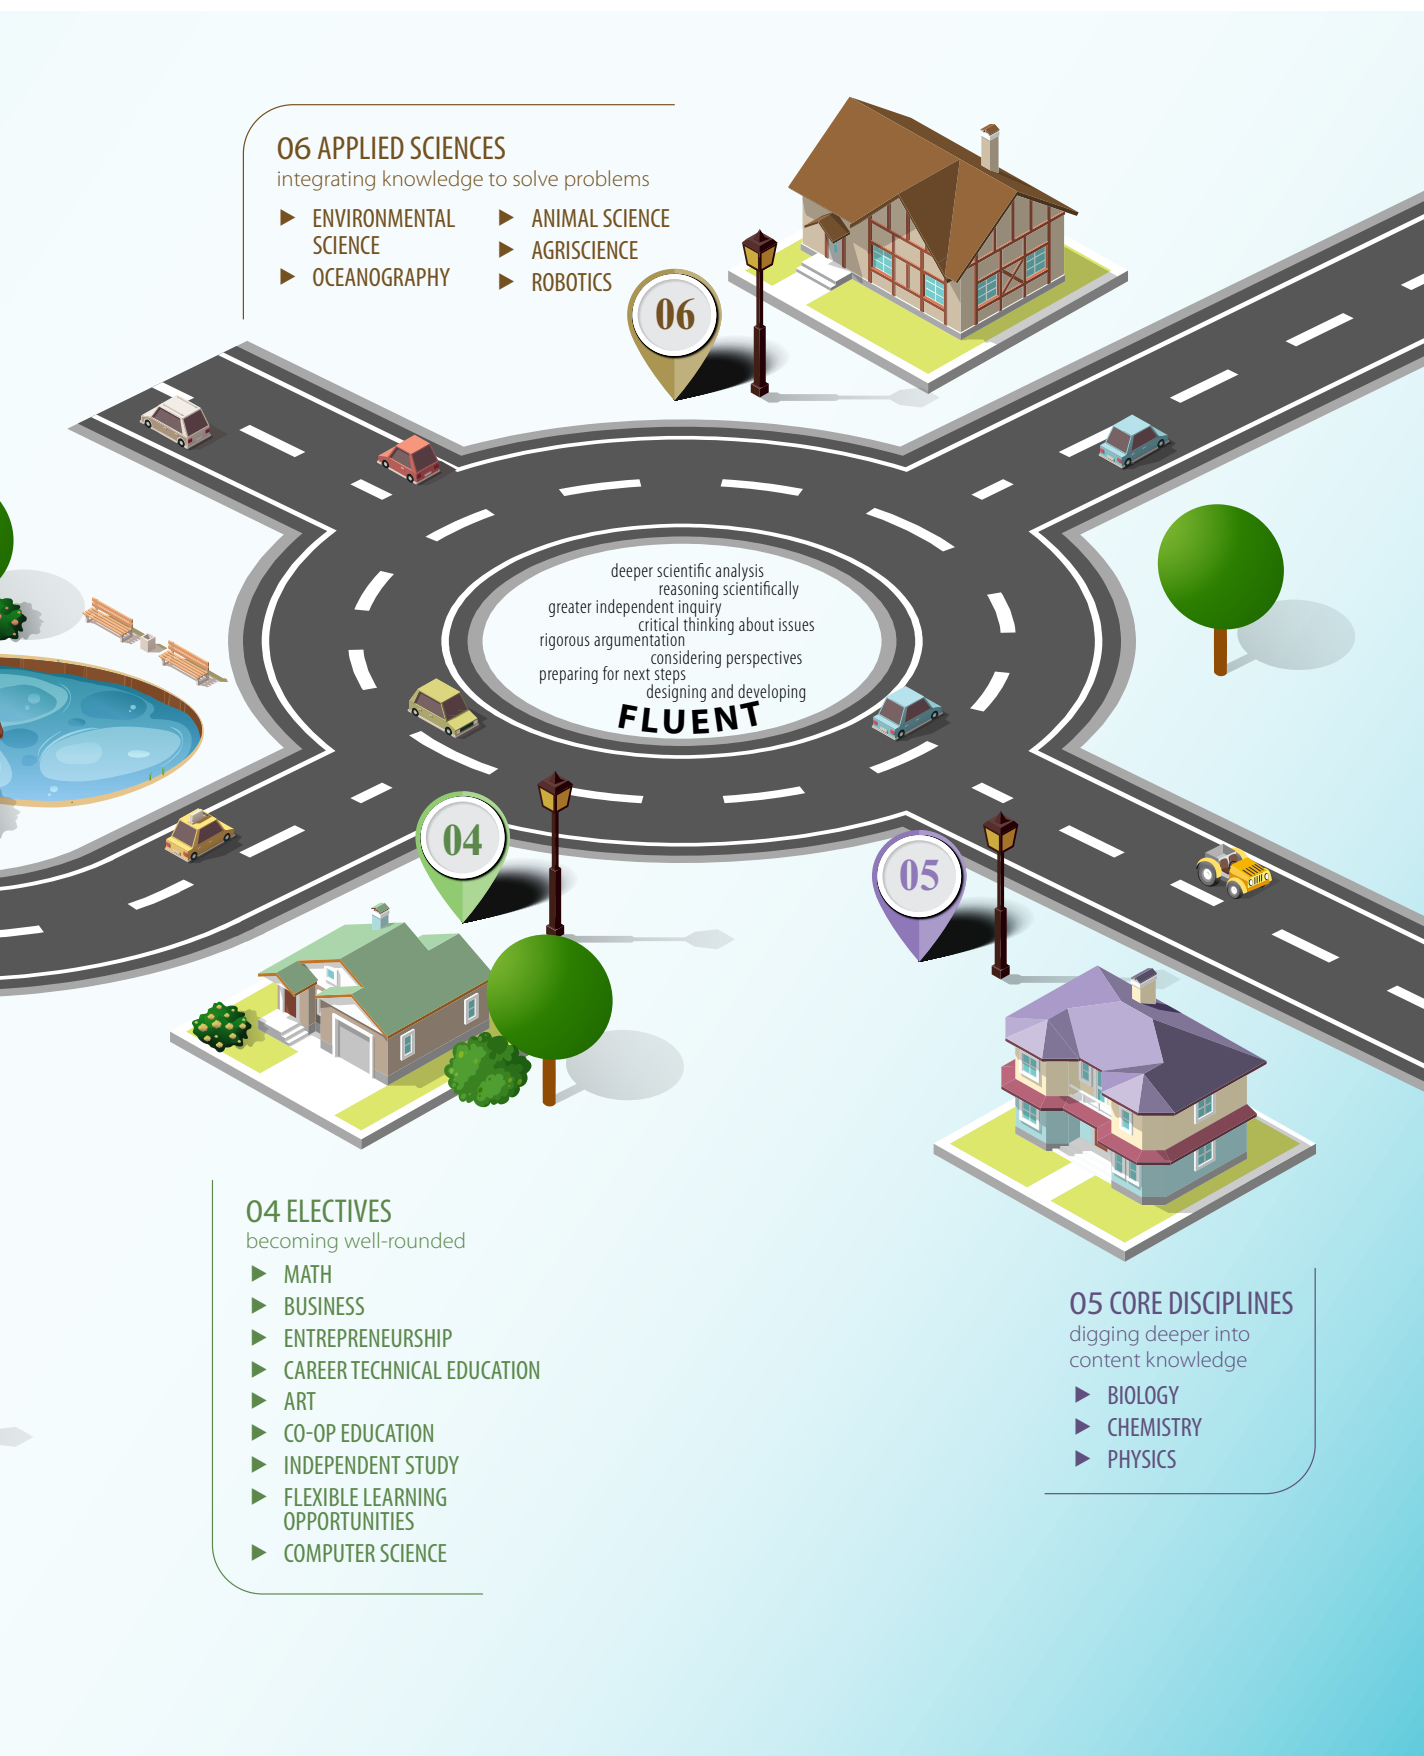 06 APPLIED SCIENCES
integrating knowledge to solve problems
ENVIRONMENTAL
SCIENCE
OCEANOGRAPHY
ANIMAL SCIENCE
AGRISCIENCE
ROBOTICS
06
deeper scientific analysis
reasoning scientifically
greater independent inquiry
critical thinking about issues
rigorous argumentation
considering perspectives
preparing for next steps
designing and developing
FLUENT
04
05
04 ELECTIVES
becoming well-rounded
MATH
BUSINESS
ENTREPRENEURSHIP
CAREER TECHNICAL EDUCATION
ART
CO-OP EDUCATION
INDEPENDENT STUDY
FLEXIBLE LEARNING
OPPORTUNITIES
COMPUTER SCIENCE
05 CORE DISCIPLINES
digging deeper into
content knowledge
BIOLOGY
CHEMISTRY
PHYSICS